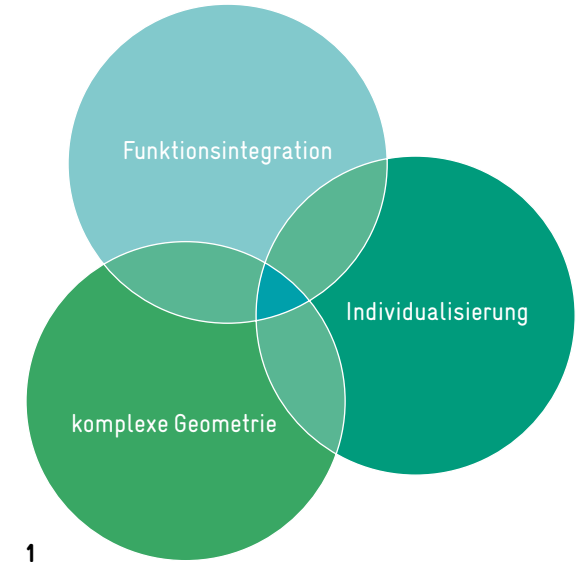 Funktionsintegration
Individualisierung
komplexe Geometrie
1